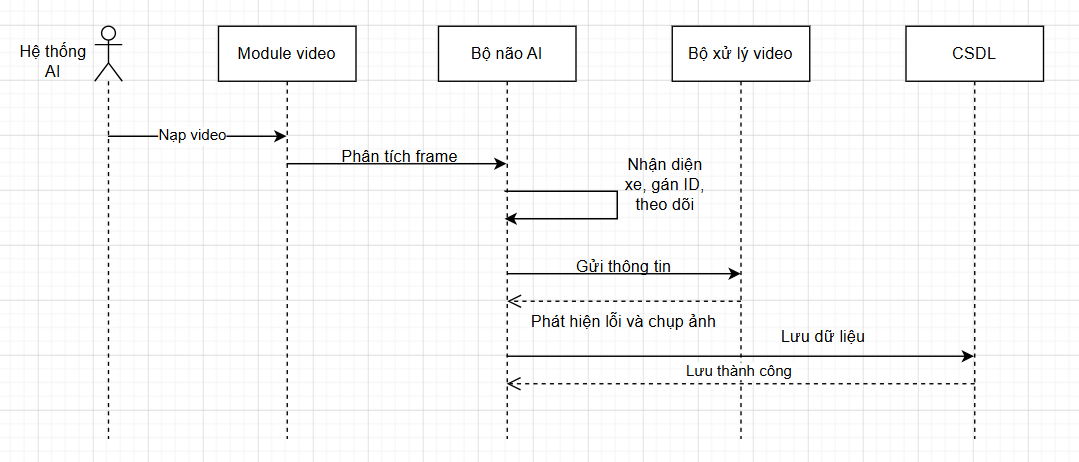 Hệ thống
AI
Module video
Bộ não AI
Bộ xử lý video
CSDL
Nạp video
Phân tích frame
Nhận diện
xe, gán ID,
theo dõi
Gửi thông tin
Phát hiện lỗi và chụp ảnh
Lưu dữ liệu
Lưu thành công